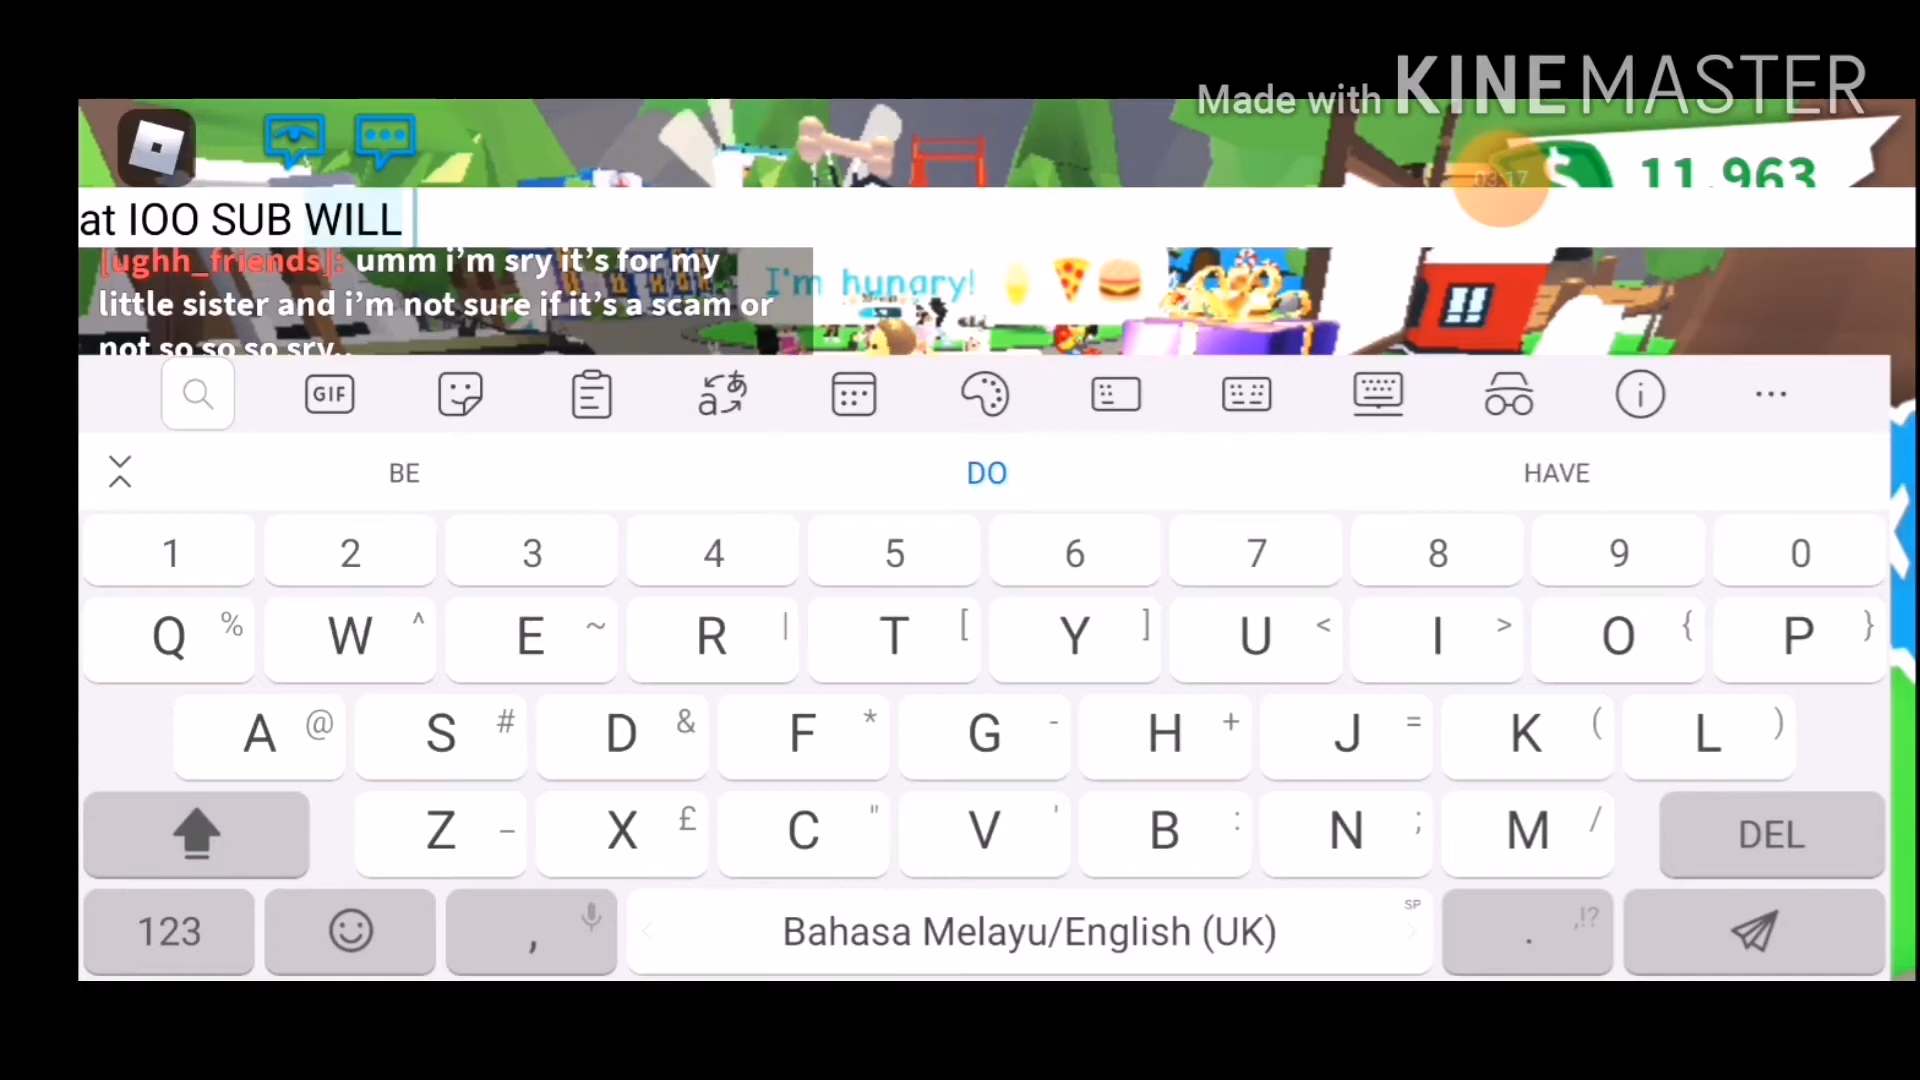 Made with KINEMASTER
11,963
03:17
at IOO SUB WILL
[ughh_friends]: umm i'm sry it's for my
little sister and i'm not sure if it's a scam or
not so so so sry..
I'm hungry!
GIF
BE DO HAVE
1 2 3 4 5 6 7 8 9 0
Q % W ^ E ~ R | T [ Y ] U < I > O { P }
A @ S # D & F * G - H + J = K ( L )
Z _ X £ C " V ' B : N ; M / DEL
123 , Bahasa Melayu/English (UK) SP . ,!?